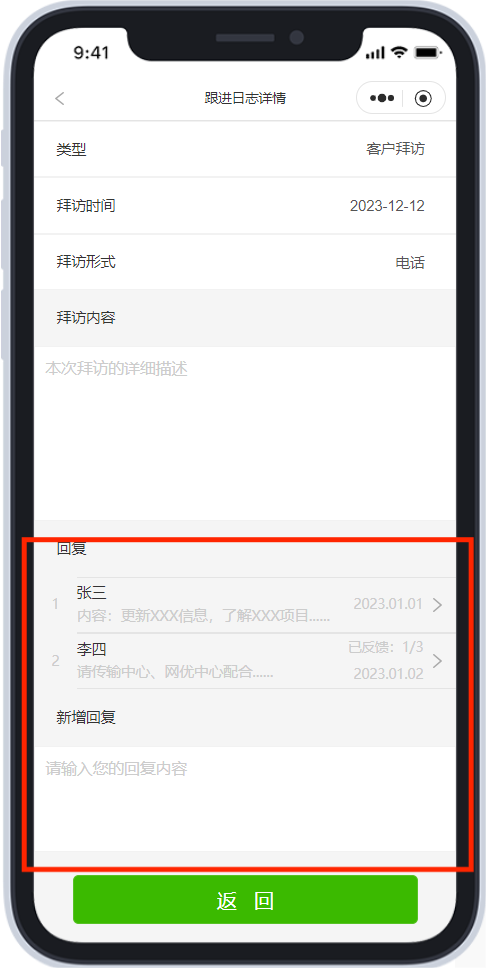 9:41
跟进日志详情
类型 客户拜访
拜访时间 2023-12-12
拜访形式 电话
拜访内容
本次拜访的详细描述
回复
1 张三
内容：更新XXX信息，了解XXX项目...... 2023.01.01
2 李四 已反馈：1/3
请传输中心、网优中心配合...... 2023.01.02
新增回复
请输入您的回复内容
返 回